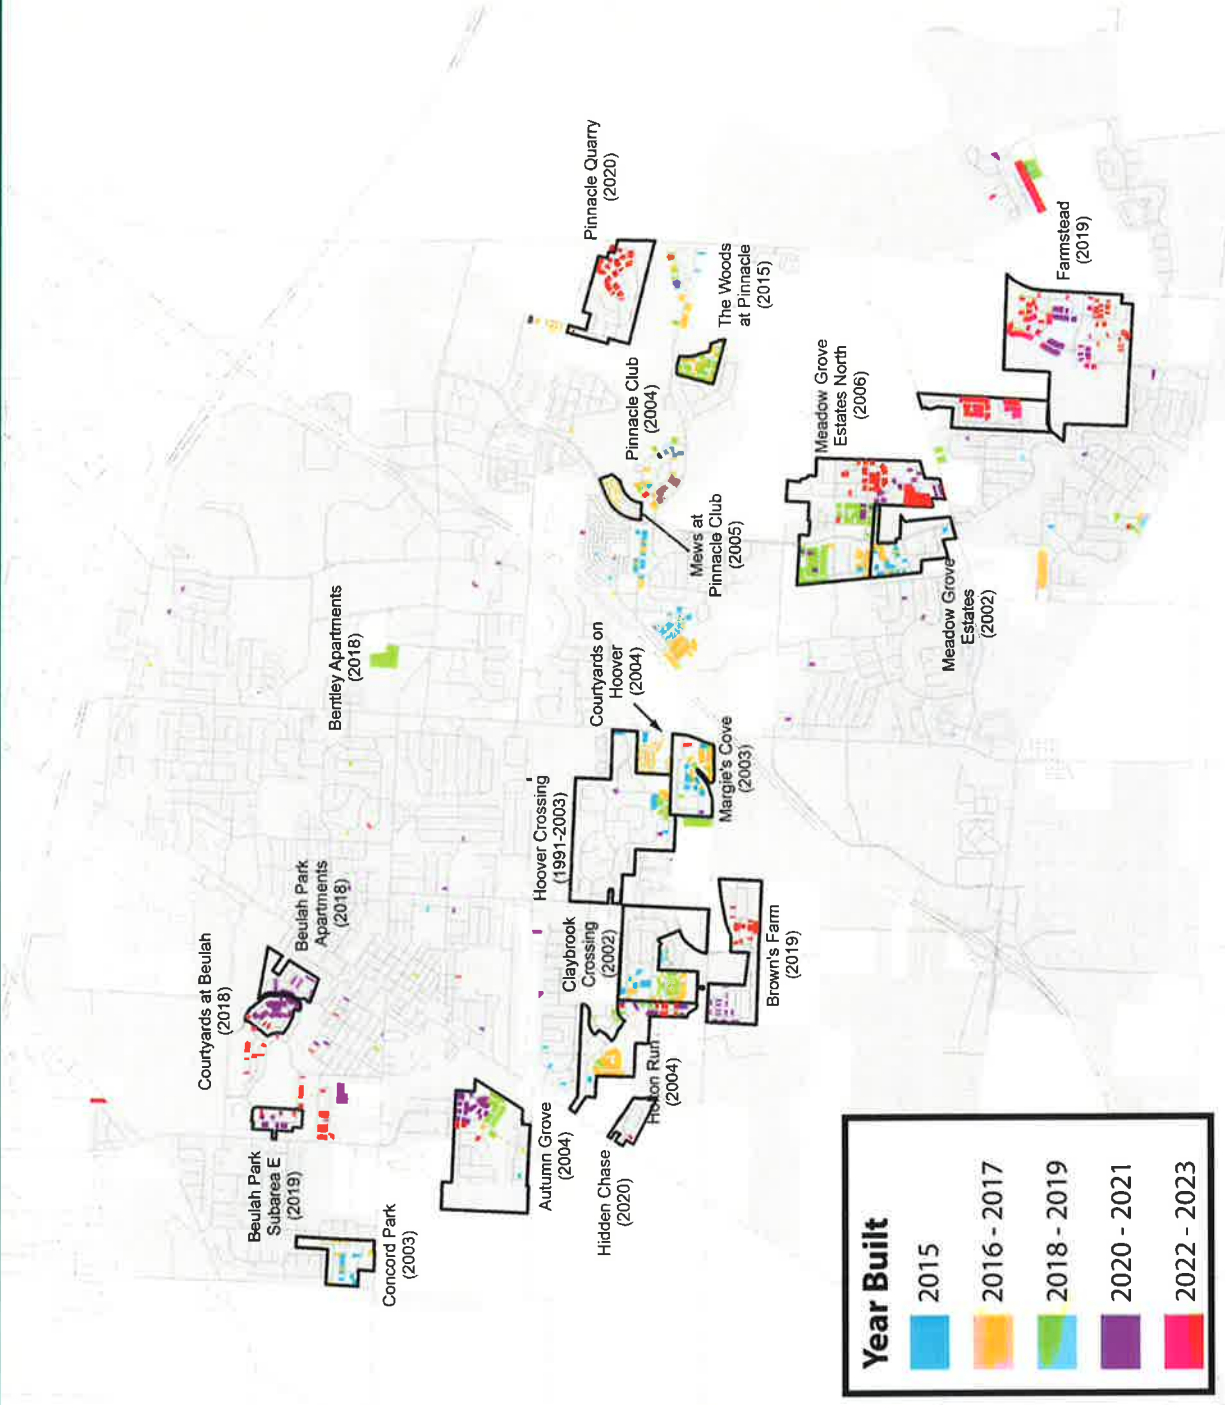 Courtyards at Beulah
(2018)
Beulah Park
Subarea E
(2019)
Beulah Park
Apartments
(2018)
Bentley Apartments
(2018)
Concord Park
(2003)
Hoover Crossing
(1991-2003)
Autumn Grove
(2004)
Claybrook
Crossing
(2002)
Pinnacle Quarry
(2020)
Courtyards on
Hoover
(2004)
Hidden Chase
(2020)
Pinnacle Club
(2004)
Holton Run
(2004)
Mews at
Pinnacle Club
(2005)
The Woods
at Pinnacle
(2015)
Margie's Cove
(2003)
Brown's Farm
(2019)
Meadow Grove
Estates North
(2006)
Meadow Grove
Estates
(2002)
Farmstead
(2019)
Year Built
2015
2016 - 2017
2018 - 2019
2020 - 2021
2022 - 2023